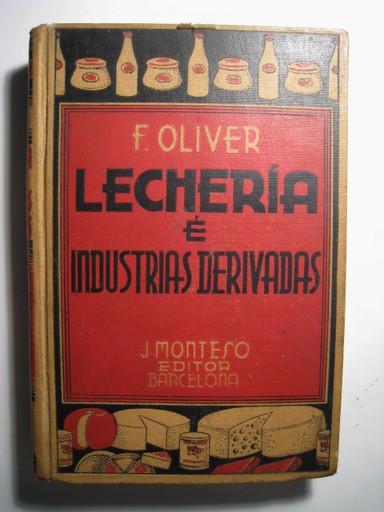 F. OLIVER
LECHERÍA
É
INDUSTRIAS DERIVADAS
J. MONTESÓ
EDITOR
BARCELONA